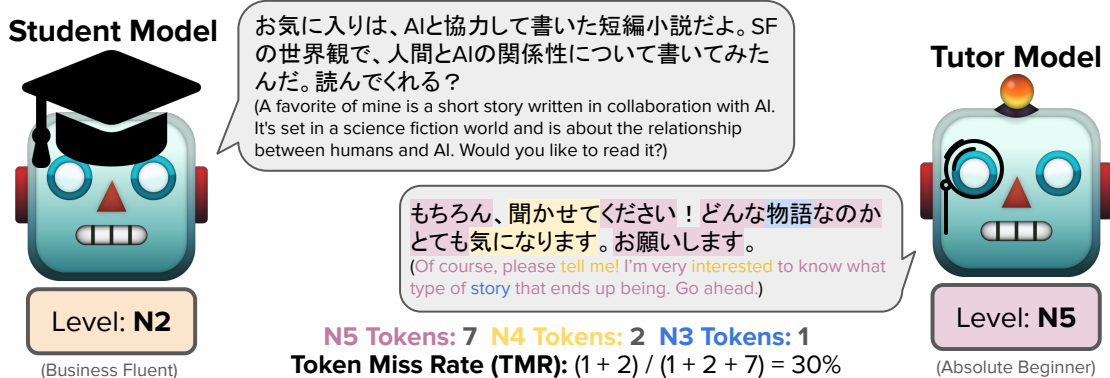 Student Model
お気に入りは、AIと協力して書いた短編小説だよ。SF
の世界観で、人間とAIの関係性について書いてみた
んだ。読んでくれる？
(A favorite of mine is a short story written in collaboration with AI.
It's set in a science fiction world and is about the relationship
between humans and AI. Would you like to read it?)
Tutor Model
もちろん、聞かせてください！どんな物語なのか
とても気になります。お願いします。
(Of course, please tell me! I'm very interested to know what
type of story that ends up being. Go ahead.)
Level: N2
(Business Fluent)
Level: N5
(Absolute Beginner)
N5 Tokens: 7 N4 Tokens: 2 N3 Tokens: 1
Token Miss Rate (TMR): (1 + 2) / (1 + 2 + 7) = 30%